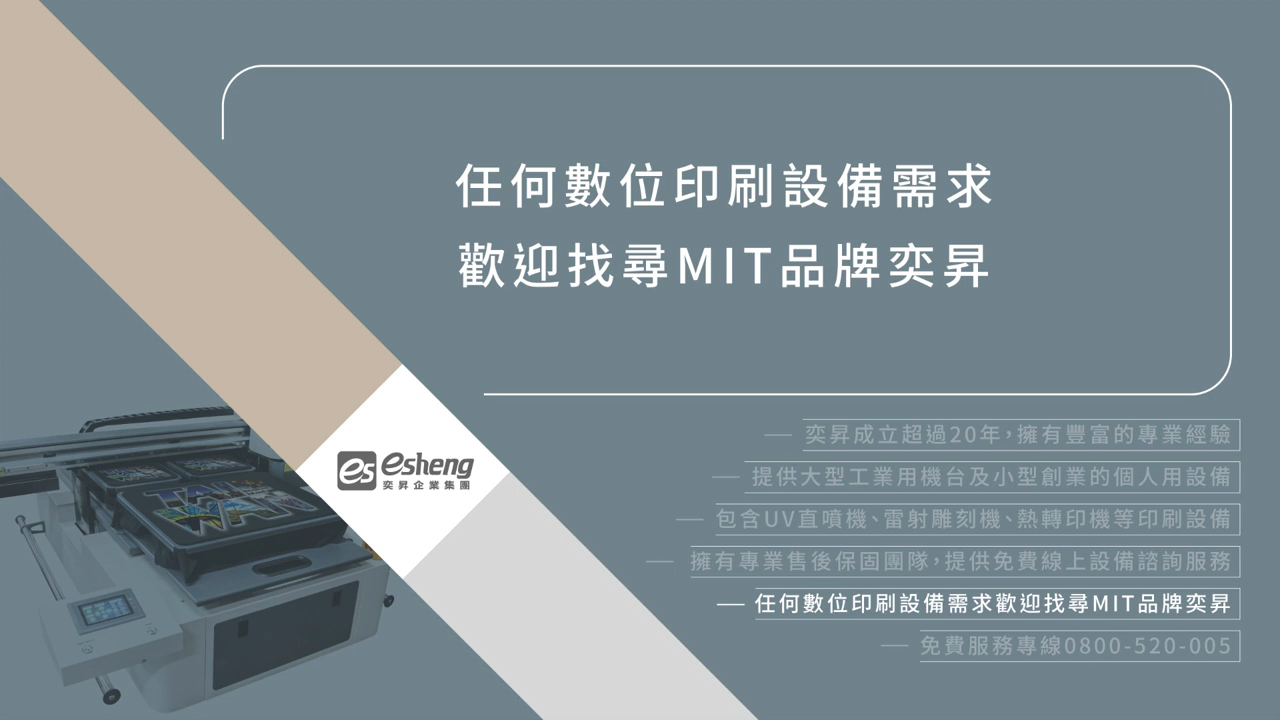 任何數位印刷設備需求
歡迎找尋MIT品牌奕昇
es esheng
奕昇企業集團
TAI
WAN
奕昇成立超過20年,擁有豐富的專業經驗
提供大型工業用機台及小型創業的個人用設備
包含UV直噴機、雷射雕刻機、熱轉印機等印刷設備
擁有專業售後保固團隊,提供免費線上設備諮詢服務
任何數位印刷設備需求歡迎找尋MIT品牌奕昇
免費服務專線0800-520-005